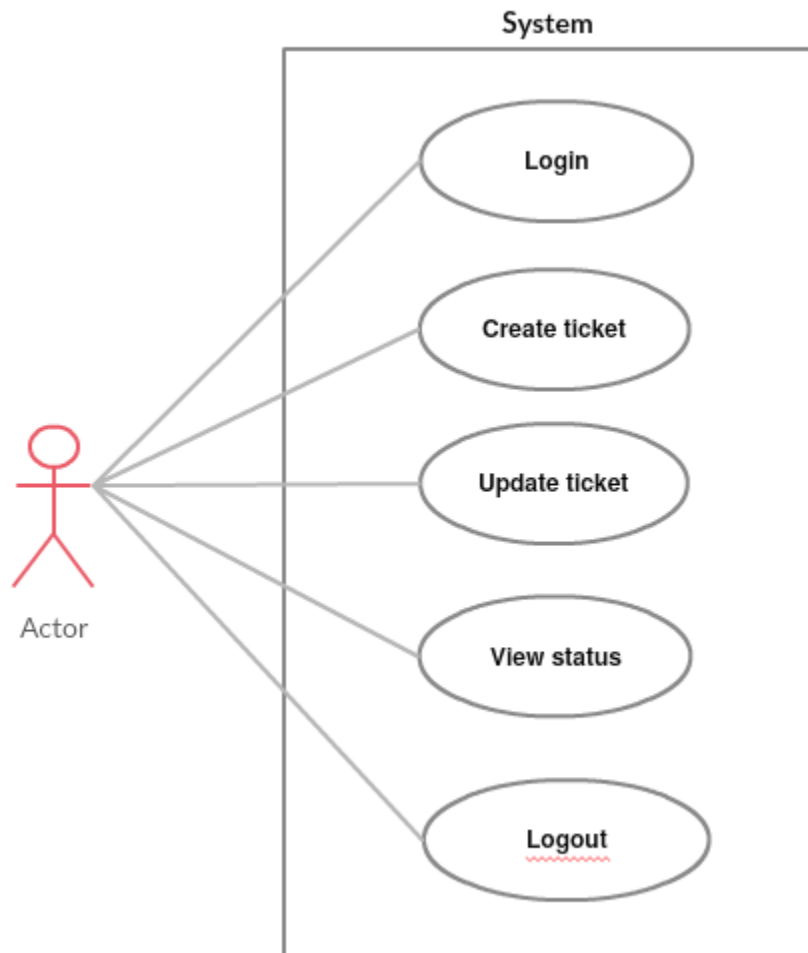 System
Login
Create ticket
Update ticket
View status
Actor
Logout